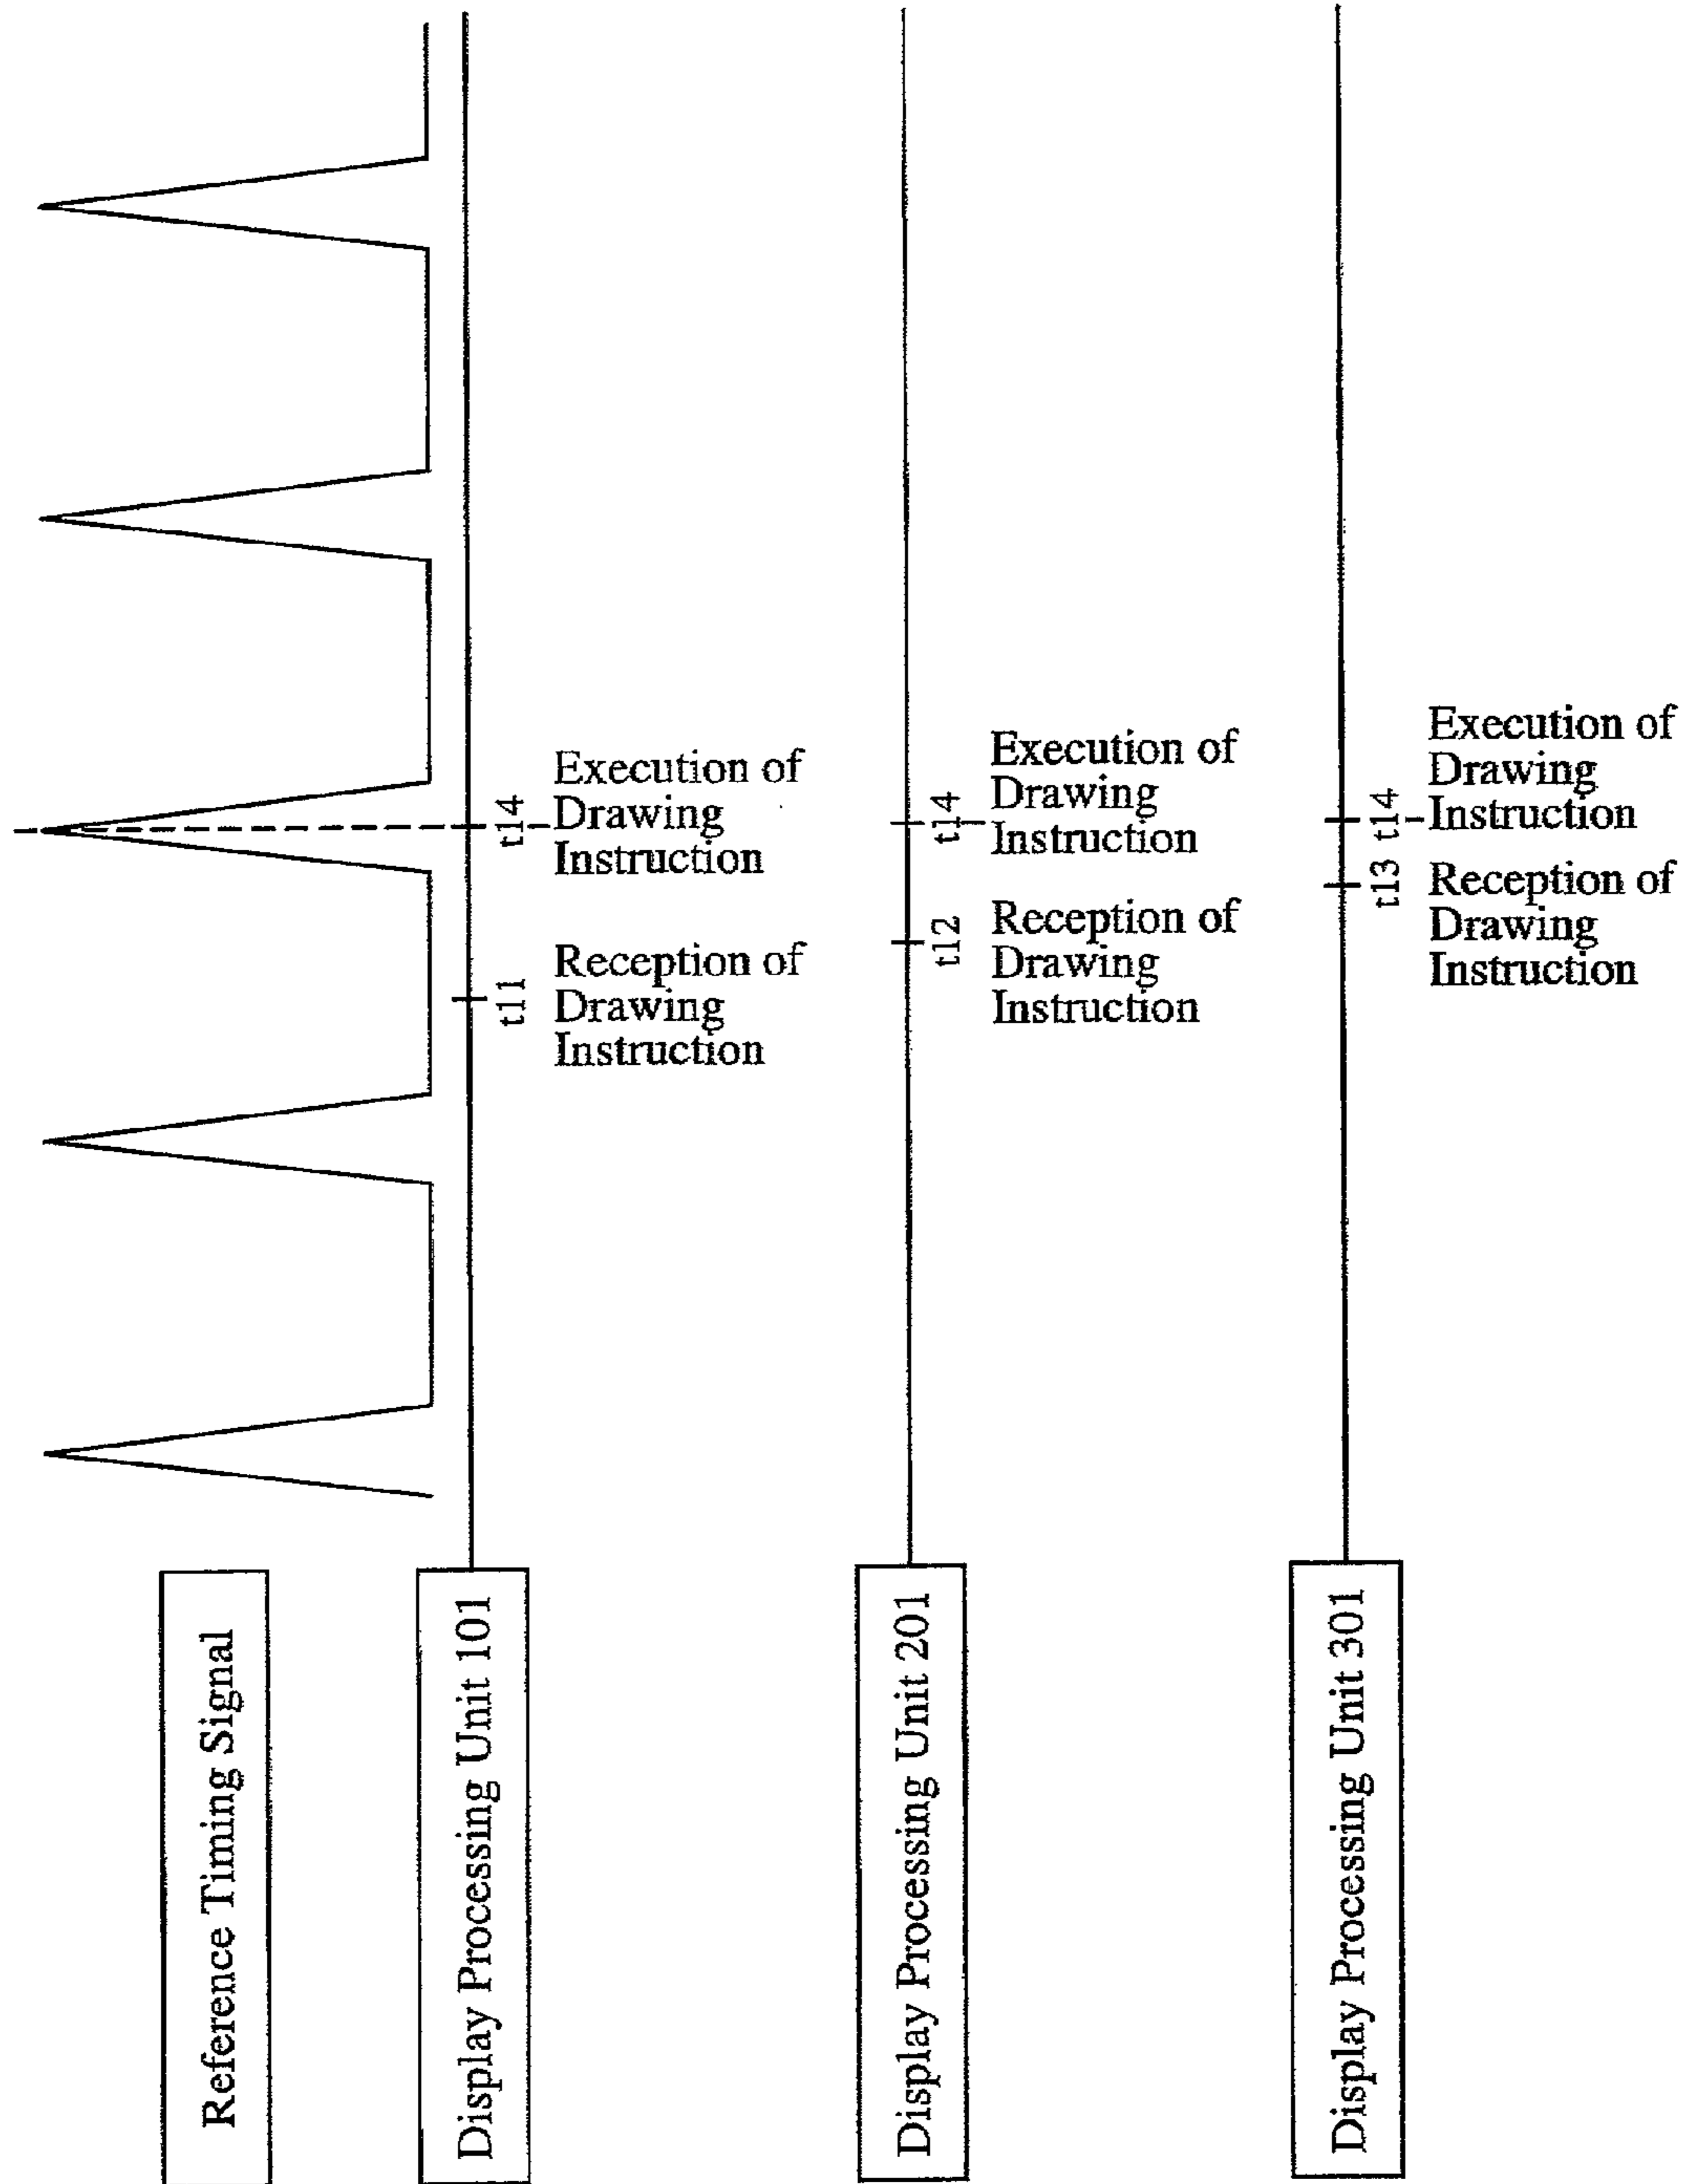 Reference Timing Signal
Display Processing Unit 101
t11
Reception of
Drawing
Instruction
t14
Execution of
Drawing
Instruction
Display Processing Unit 201
t12
Reception of
Drawing
Instruction
t14
Execution of
Drawing
Instruction
Display Processing Unit 301
t13
Reception of
Drawing
Instruction
t14
Execution of
Drawing
Instruction